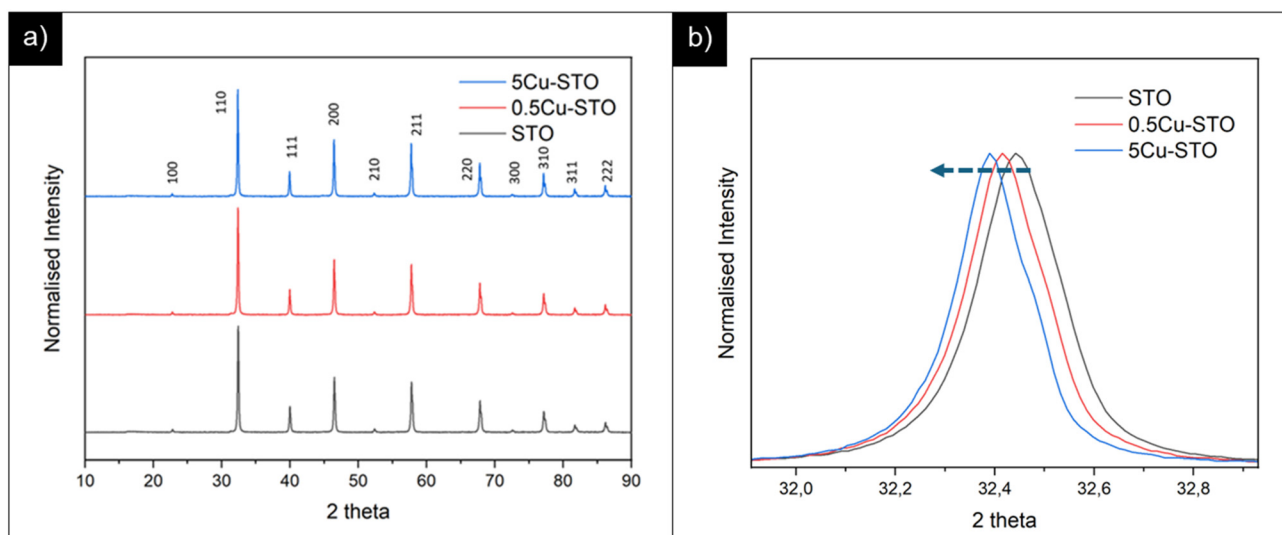 a)
5Cu-STO
0.5Cu-STO
STO
100
110
111
200
210
211
220
300
310
311
222
Normalised Intensity
10 20 30 40 50 60 70 80 90
2 theta
b)
STO
0.5Cu-STO
5Cu-STO
Normalised Intensity
32,0 32,2 32,4 32,6 32,8
2 theta